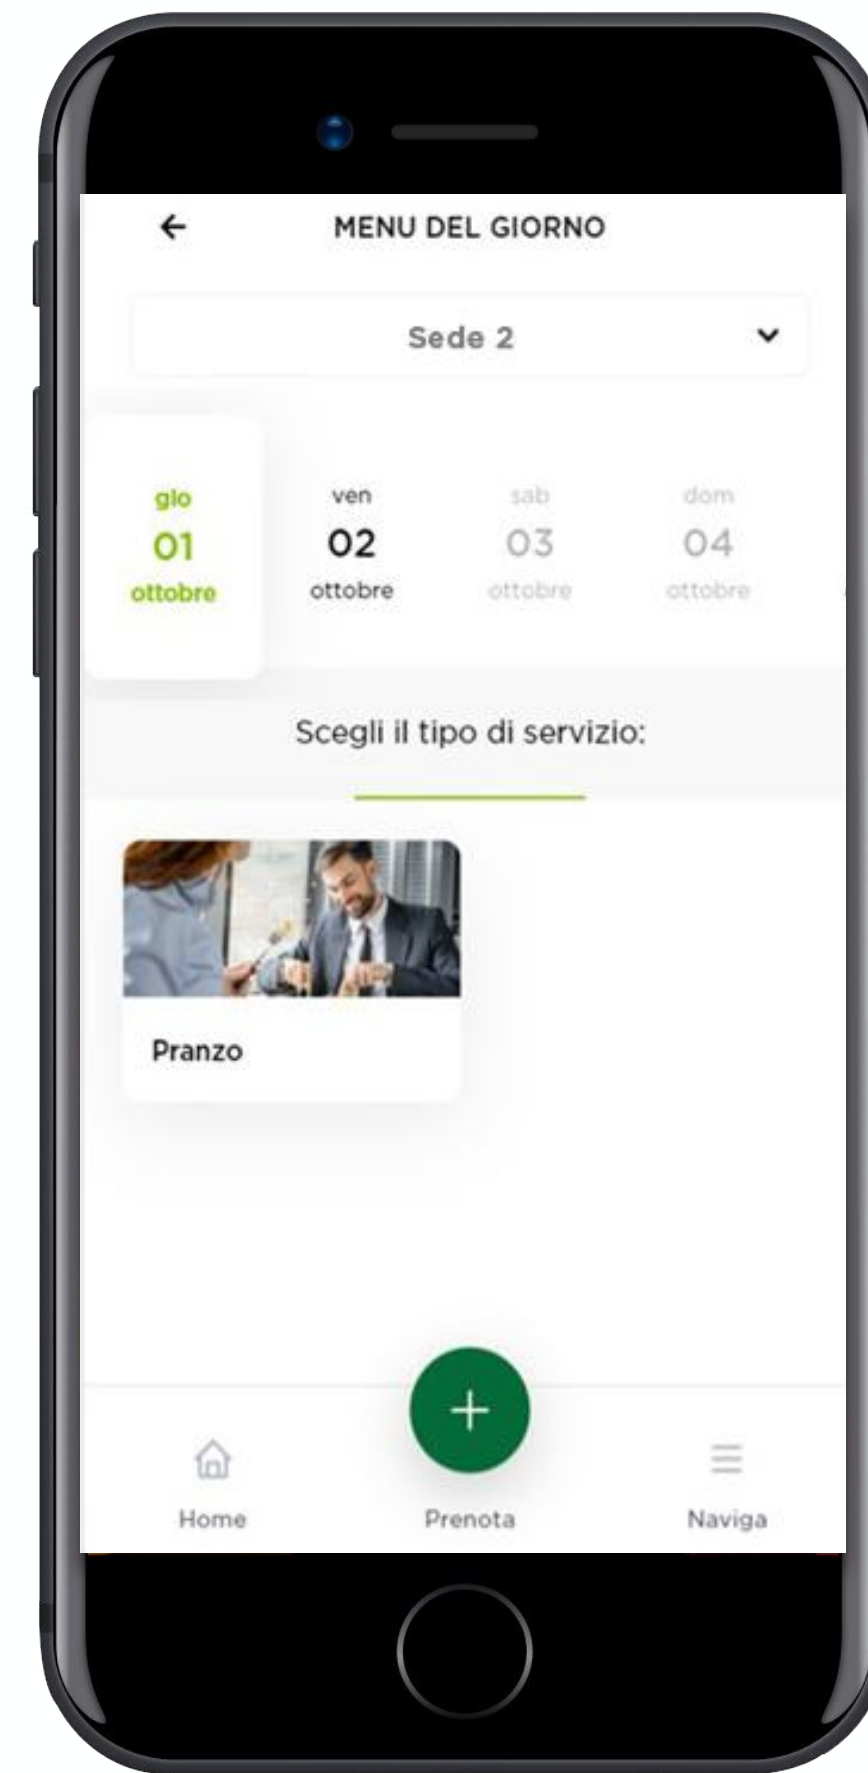 MENU DEL GIORNO
Sede 2
gio ven sab dom
01 02 03 04
ottobre ottobre ottobre ottobre
Scegli il tipo di servizio:
Pranzo
Home Prenota Naviga